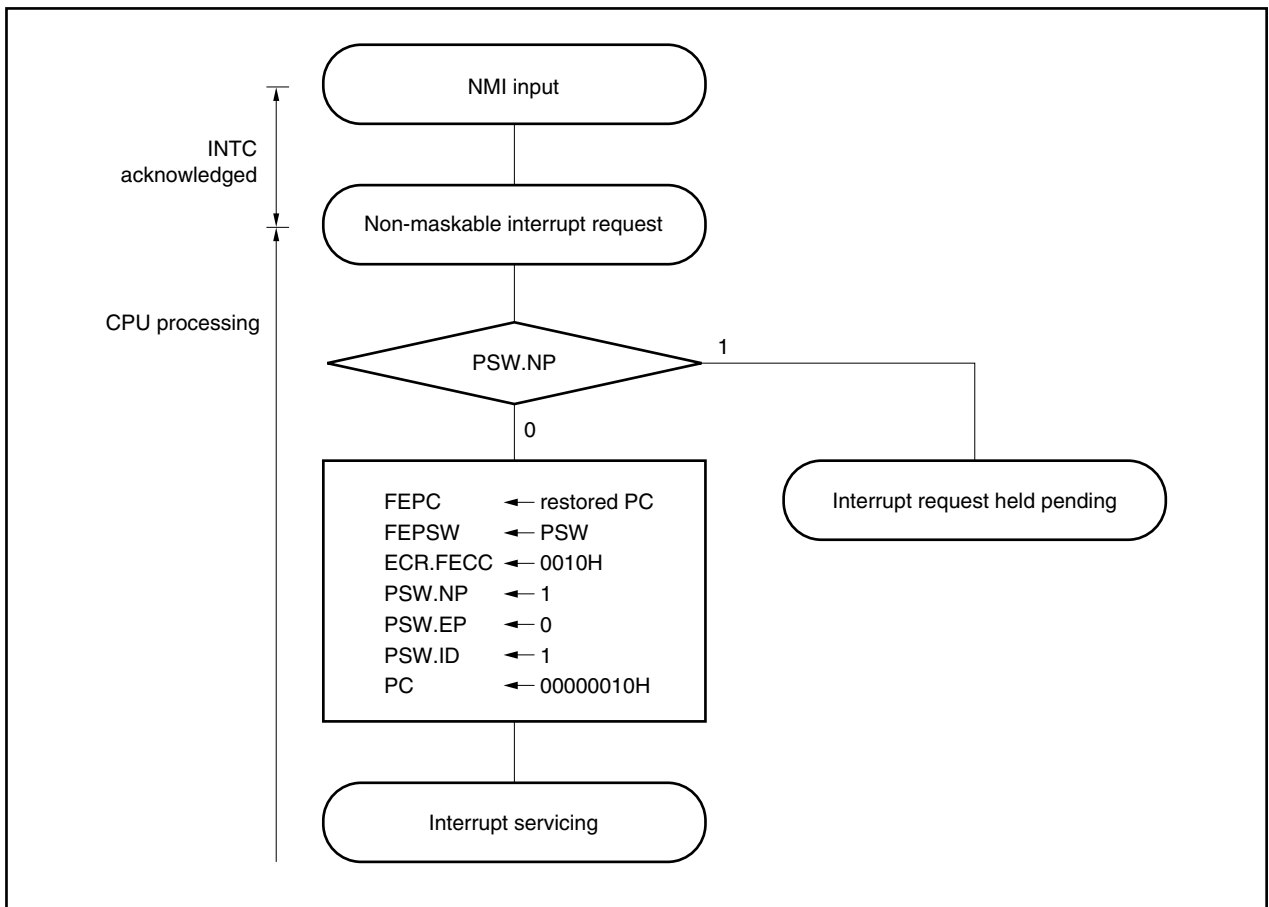 NMI input
INTC
acknowledged
Non-maskable interrupt request
CPU processing
PSW.NP
1
0
FEPC ← restored PC
FEPSW ← PSW
ECR.FECC ← 0010H
PSW.NP ← 1
PSW.EP ← 0
PSW.ID ← 1
PC ← 00000010H
Interrupt request held pending
Interrupt servicing